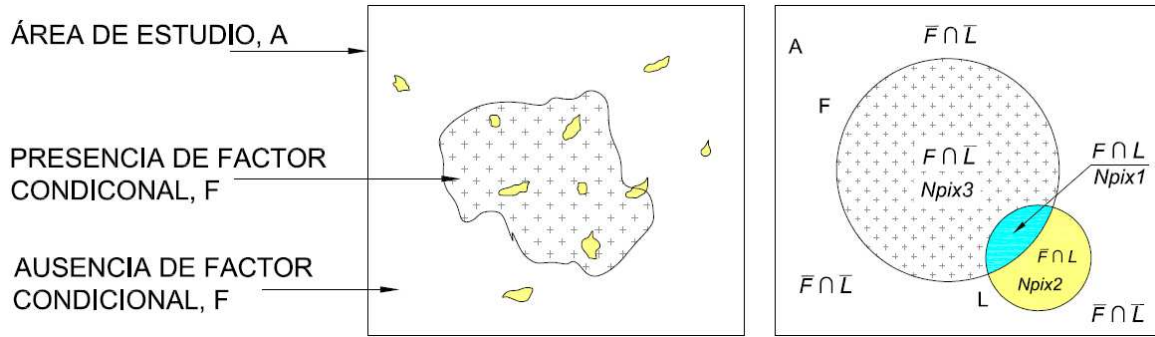 ÁREA DE ESTUDIO, A
PRESENCIA DE FACTOR
CONDICONAL, F
AUSENCIA DE FACTOR
CONDICIONAL, F
F̅ ∩ L̅
A
F
F ∩ L̅
Npix3
F ∩ L
Npix1
F̅ ∩ L
Npix2
F̅ ∩ L̅
L
F̅ ∩ L̅